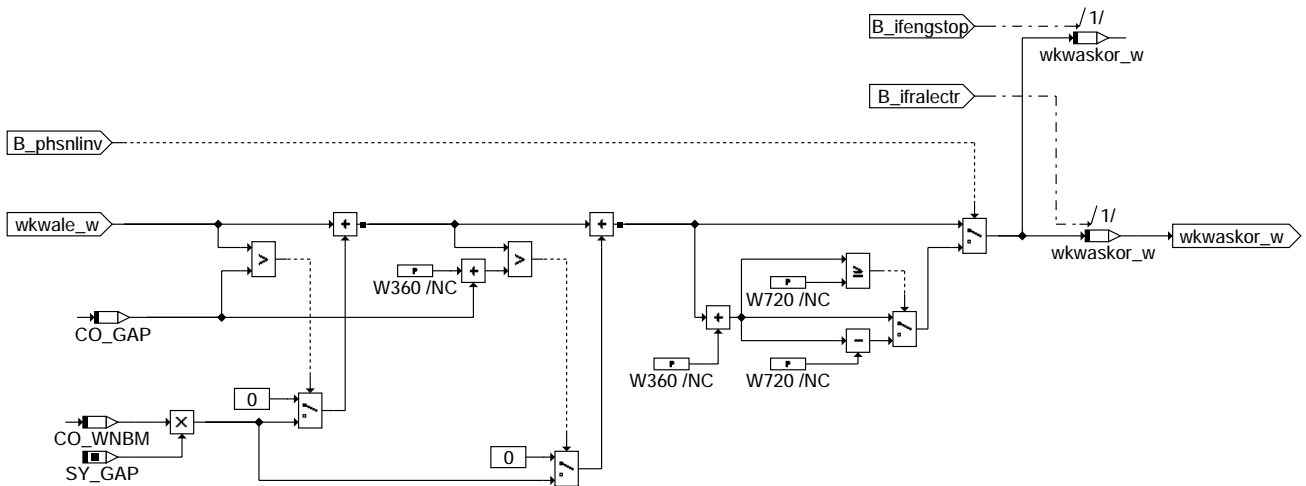 B_ifengstop
/1/
wkwaskor_w
B_ifralectr
B_phsnlinv
/1/
wkwale_w
wkwaskor_w
wkwaskor_w
+
+
>
>
P
W360 /NC
+
≥
P
W720 /NC
CO_GAP
+
-
P
W360 /NC
P
W720 /NC
0
CO_WNBM
×
SY_GAP
0